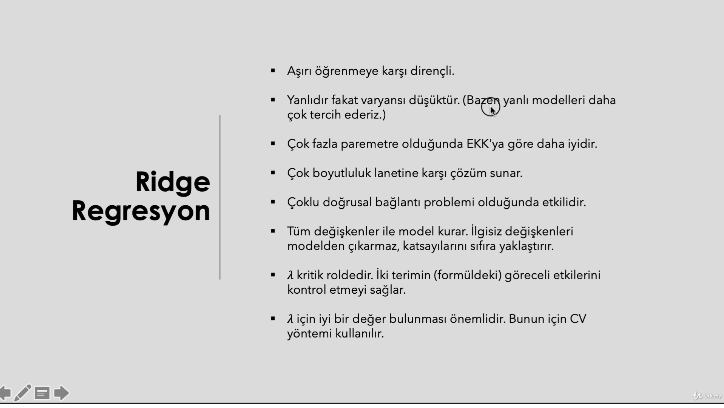 Ridge
Regresyon
▪ Aşırı öğrenmeye karşı dirençli.
▪ Yanlıdır fakat varyansı düşüktür. (Bazen yanlı modelleri daha
çok tercih ederiz.)
▪ Çok fazla paremetre olduğunda EKK'ya göre daha iyidir.
▪ Çok boyutluluk lanetine karşı çözüm sunar.
▪ Çoklu doğrusal bağlantı problemi olduğunda etkilidir.
▪ Tüm değişkenler ile model kurar. İlgisiz değişkenleri
modelden çıkarmaz, katsayılarını sıfıra yaklaştırır.
▪ λ kritik roldedir. İki terimin (formüldeki) göreceli etkilerini
kontrol etmeyi sağlar.
▪ λ için iyi bir değer bulunması önemlidir. Bunun için CV
yöntemi kullanılır.